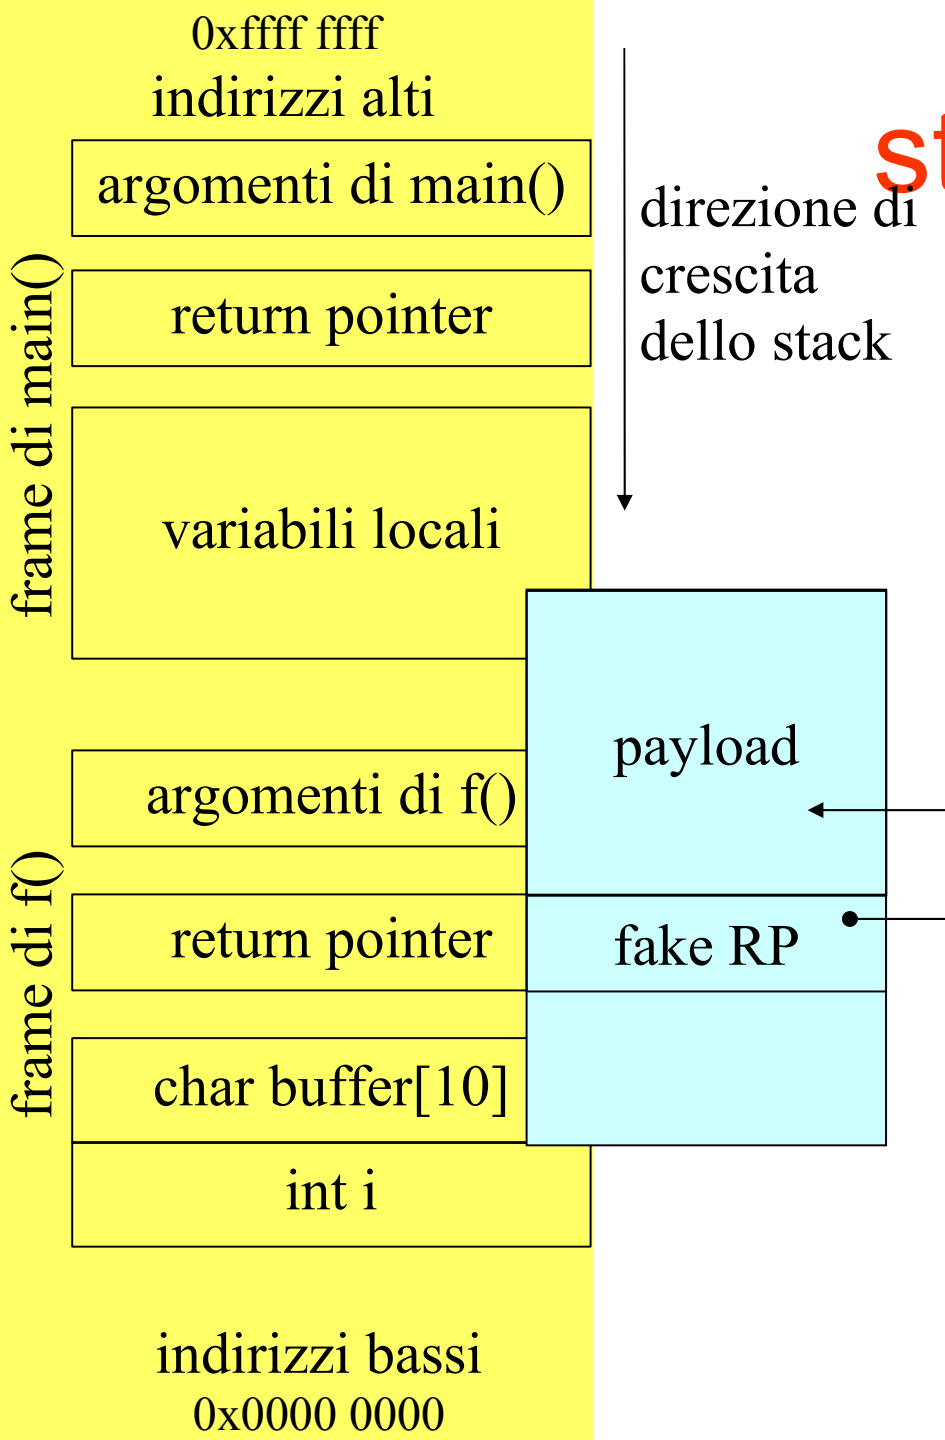 0xffff ffff
indirizzi alti
argomenti di main()
return pointer
variabili locali
frame di main()
direzione di
crescita
dello stack
payload
argomenti di f()
return pointer
fake RP
char buffer[10]
int i
frame di f()
indirizzi bassi
0x0000 0000